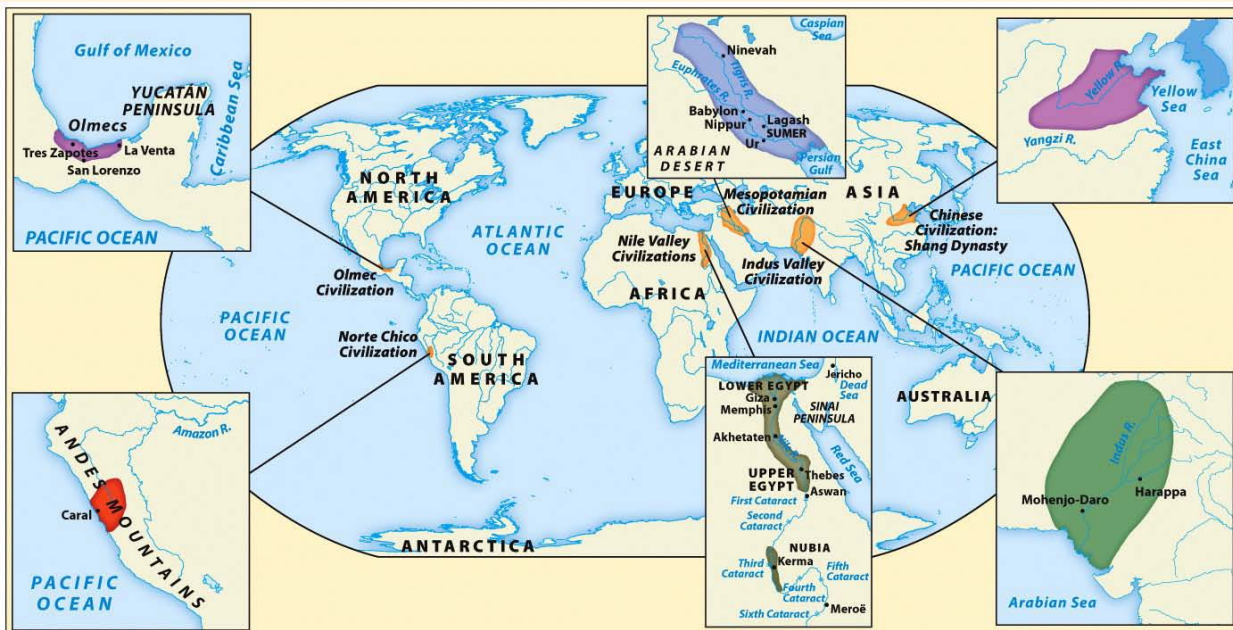 Gulf of Mexico
YUCATÁN
PENINSULA
Caribbean Sea
Olmecs
Tres Zapotes
La Venta
San Lorenzo
PACIFIC OCEAN
Caspian
Sea
Ninevah
Tigris R.
Euphrates R.
Babylon
Nippur
Lagash
SUMER
Ur
ARABIAN
DESERT
Persian
Gulf
Yellow R.
Yellow
Sea
Yangzi R.
East
China
Sea
NORTH
AMERICA
EUROPE
ASIA
Mesopotamian
Civilization
ATLANTIC
OCEAN
Nile Valley
Civilizations
Indus Valley
Civilization
Chinese
Civilization:
Shang Dynasty
PACIFIC OCEAN
Olmec
Civilization
AFRICA
PACIFIC
OCEAN
Norte Chico
Civilization
SOUTH
AMERICA
INDIAN OCEAN
AUSTRALIA
ANTARCTICA
Amazon R.
ANDES MOUNTAINS
Caral
PACIFIC
OCEAN
Mediterranean Sea
Jericho
Dead
Sea
LOWER EGYPT
Giza
Memphis
SINAI
PENINSULA
Akhetaten
Nile R.
Red Sea
UPPER
EGYPT
Thebes
Aswan
First Cataract
Second
Cataract
NUBIA
Third
Cataract
Kerma
Fifth
Cataract
Fourth
Cataract
Sixth Cataract
Meroë
Indus R.
Harappa
Mohenjo-Daro
Arabian Sea